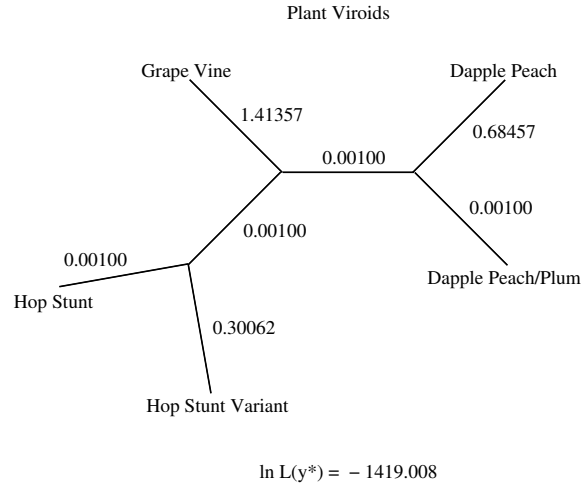 Plant Viroids
Grape Vine
Dapple Peach
1.41357
0.68457
0.00100
0.00100
0.00100
0.00100
Dapple Peach/Plum
Hop Stunt
0.30062
Hop Stunt Variant
ln L(y*) = − 1419.008